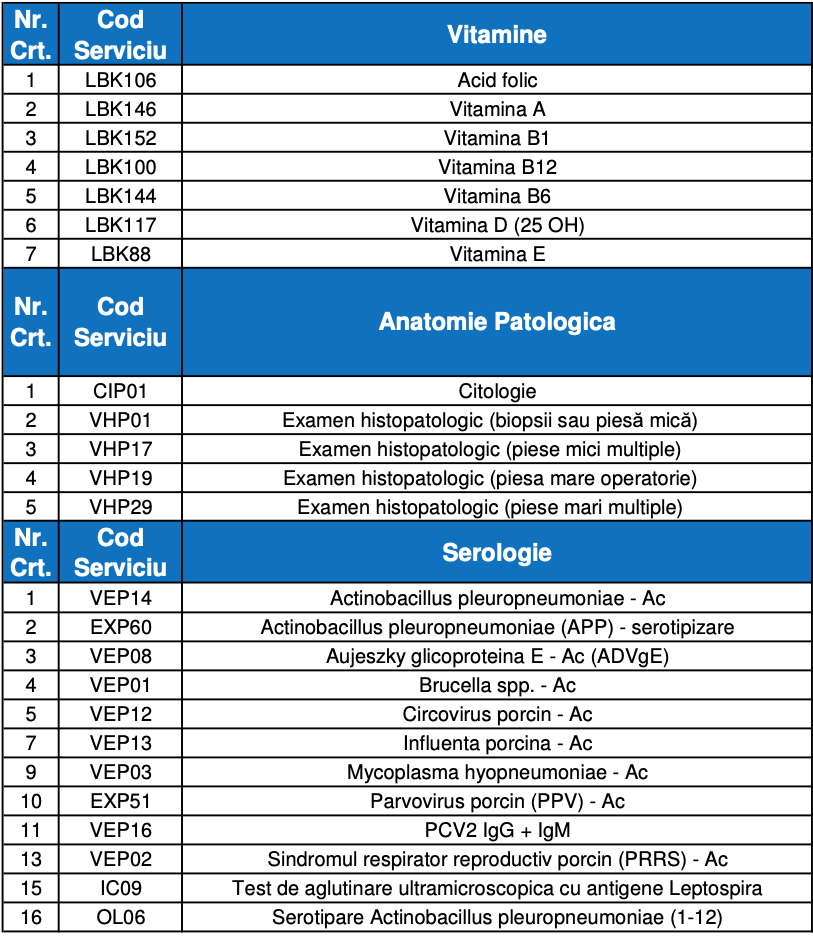 Nr. Crt. Cod Serviciu Vitamine
1 LBK106 Acid folic
2 LBK146 Vitamina A
3 LBK152 Vitamina B1
4 LBK100 Vitamina B12
5 LBK144 Vitamina B6
6 LBK117 Vitamina D (25 OH)
7 LBK88 Vitamina E
Nr. Crt. Cod Serviciu Anatomie Patologica
1 CIP01 Citologie
2 VHP01 Examen histopatologic (biopsii sau piesă mică)
3 VHP17 Examen histopatologic (piese mici multiple)
4 VHP19 Examen histopatologic (piesa mare operatorie)
5 VHP29 Examen histopatologic (piese mari multiple)
Nr. Crt. Cod Serviciu Serologie
1 VEP14 Actinobacillus pleuropneumoniae - Ac
2 EXP60 Actinobacillus pleuropneumoniae (APP) - serotipizare
3 VEP08 Aujeszky glicoproteina E - Ac (ADVgE)
4 VEP01 Brucella spp. - Ac
5 VEP12 Circovirus porcin - Ac
7 VEP13 Influenta porcina - Ac
9 VEP03 Mycoplasma hyopneumoniae - Ac
10 EXP51 Parvovirus porcin (PPV) - Ac
11 VEP16 PCV2 IgG + IgM
13 VEP02 Sindromul respirator reproductiv porcin (PRRS) - Ac
15 IC09 Test de aglutinare ultramicroscopica cu antigene Leptospira
16 OL06 Serotipare Actinobacillus pleuropneumoniae (1-12)